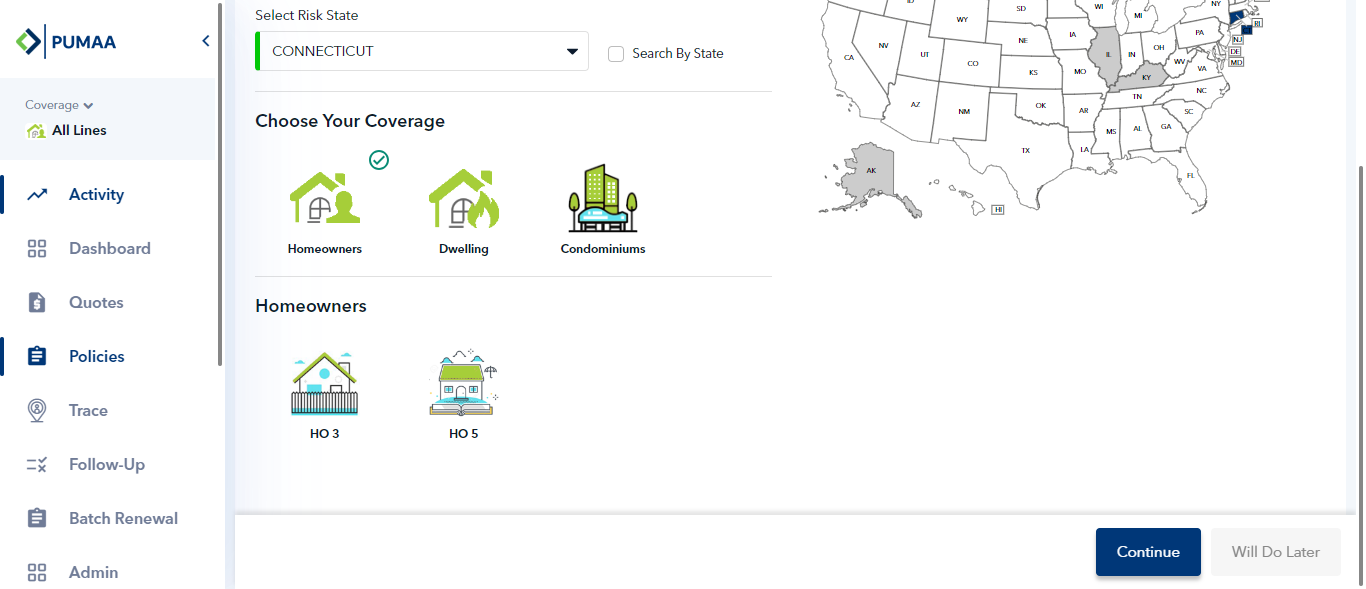 PUMAA
Coverage
All Lines
Activity
Dashboard
Quotes
Policies
Trace
Follow-Up
Batch Renewal
Admin
Select Risk State
CONNECTICUT
Search By State
Choose Your Coverage
Homeowners
Dwelling
Condominiums
Homeowners
HO 3
HO 5
ID
SD
WI
MI
NY
WY
RI
NV
NE
IA
PA
NJ
CA
UT
CO
IL
IN
OH
DE
KS
MO
KY
WV
VA
MD
AZ
NM
OK
AR
TN
NC
SC
MS
AL
GA
TX
LA
AK
FL
HI
Continue
Will Do Later